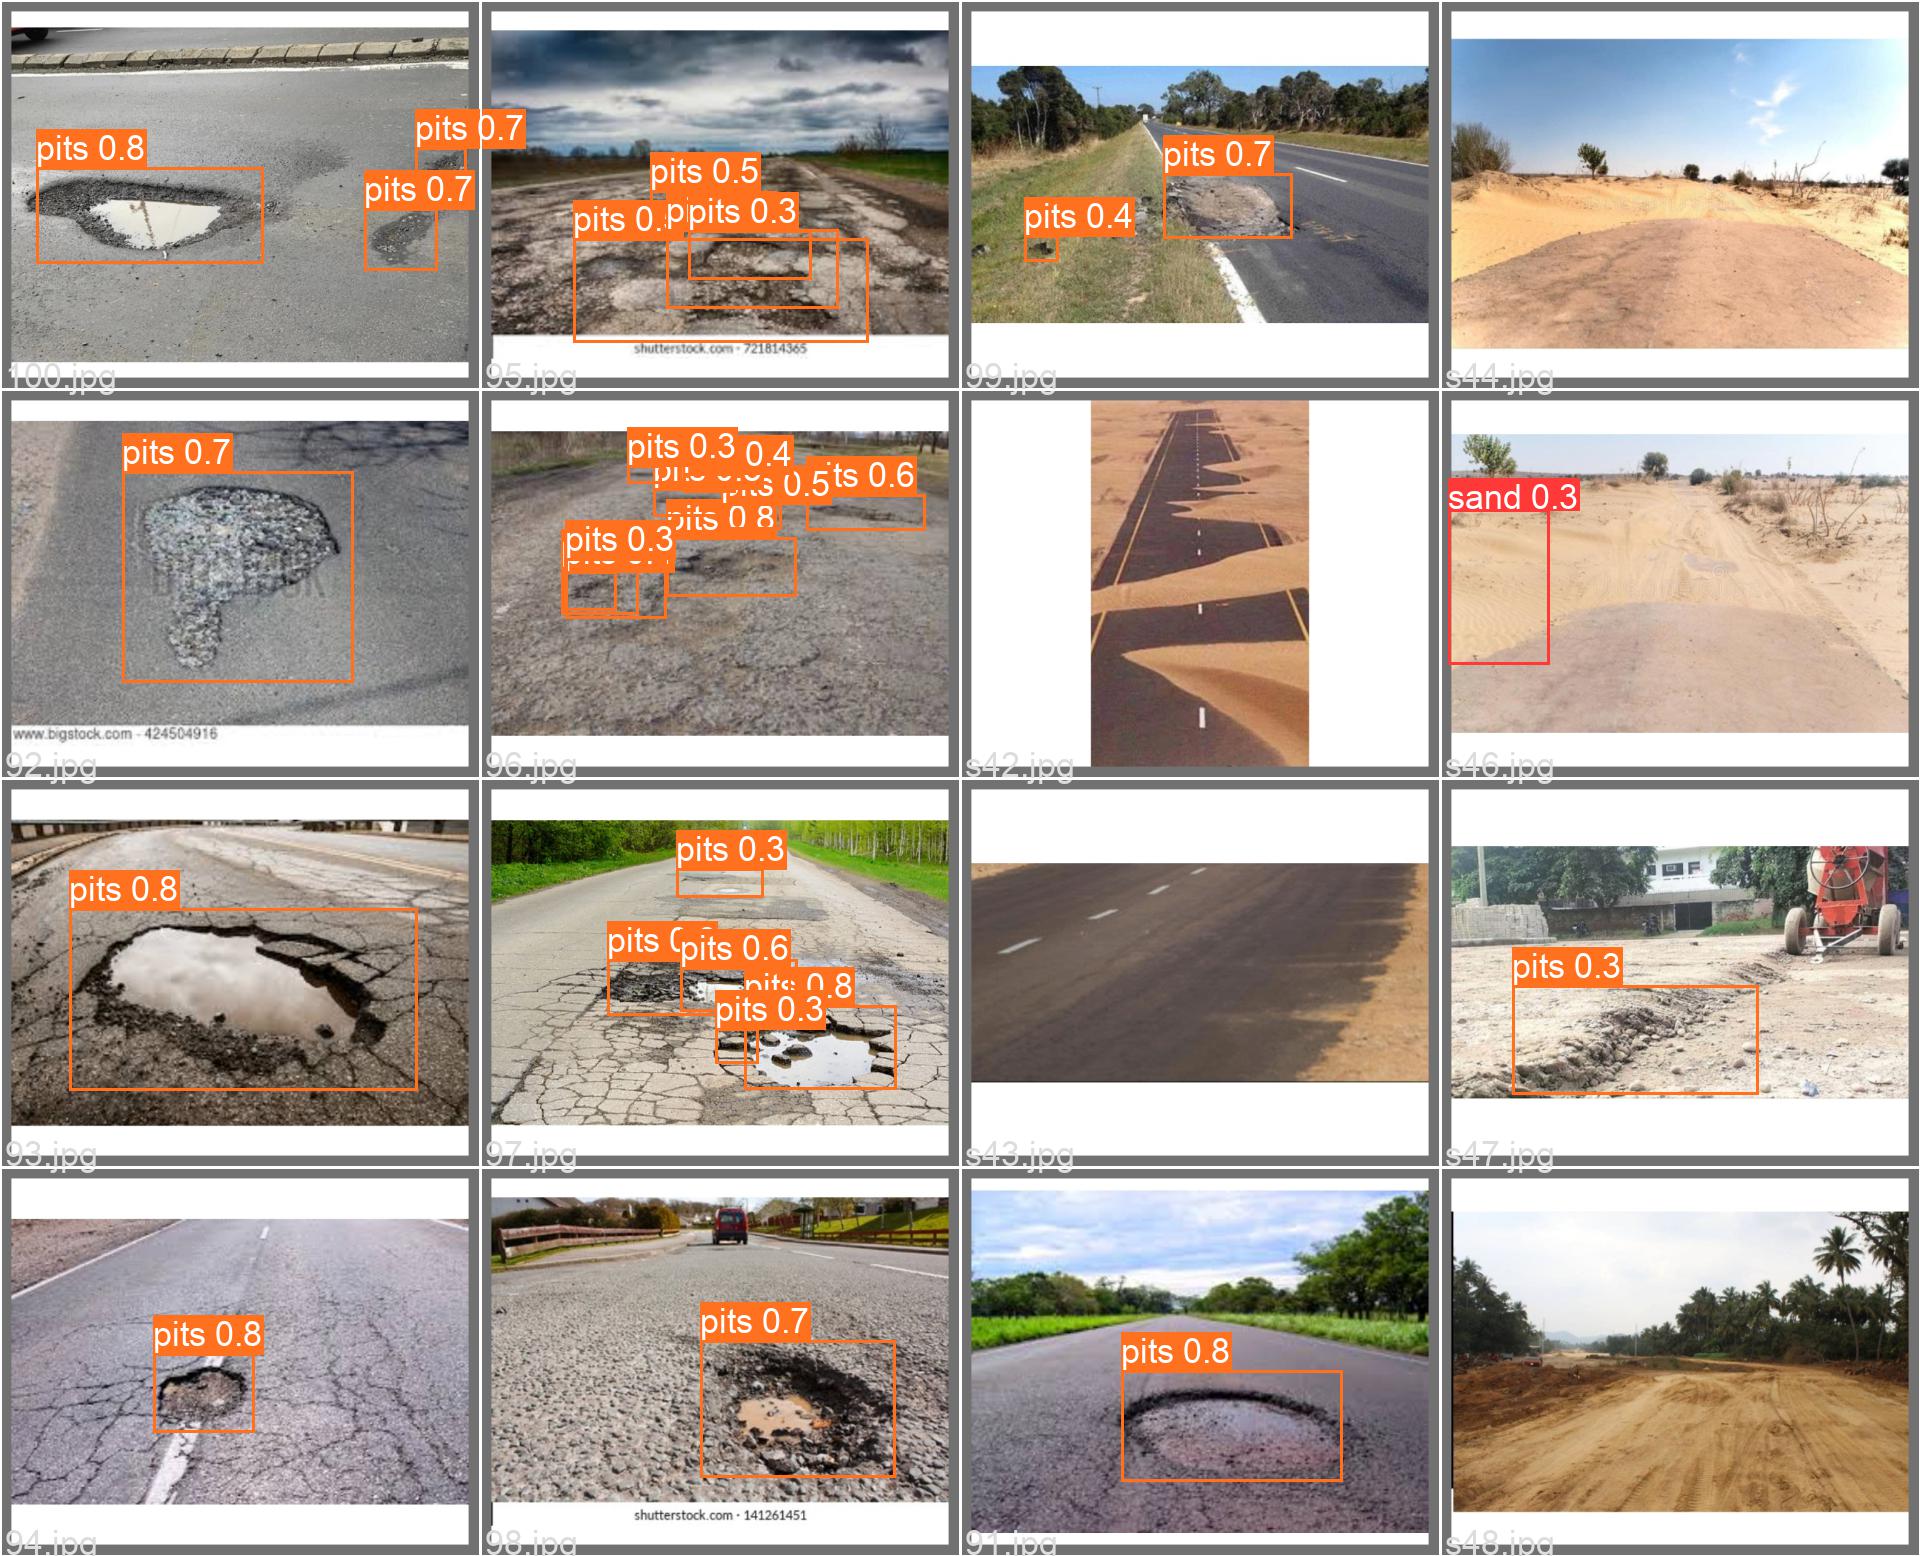 pits 0.8
pits 0.7
pits 0.7
100.jpg
pits 0.5
pits 0.3
shutterstock.com · 721814365
95.jpg
pits 0.7
pits 0.4
99.jpg
s44.jpg
pits 0.7
www.bigstock.com · 424504916
92.jpg
pits 0.3
0.4
0.5
ts 0.6
pits 0.8
pits 0.3
96.jpg
s42.jpg
sand 0.3
s46.jpg
pits 0.8
93.jpg
pits 0.3
pits 0.6
pits 0.8
pits 0.3
97.jpg
s43.jpg
pits 0.3
s47.jpg
pits 0.8
94.jpg
pits 0.7
shutterstock.com · 141261451
98.jpg
pits 0.8
91.jpg
s48.jpg